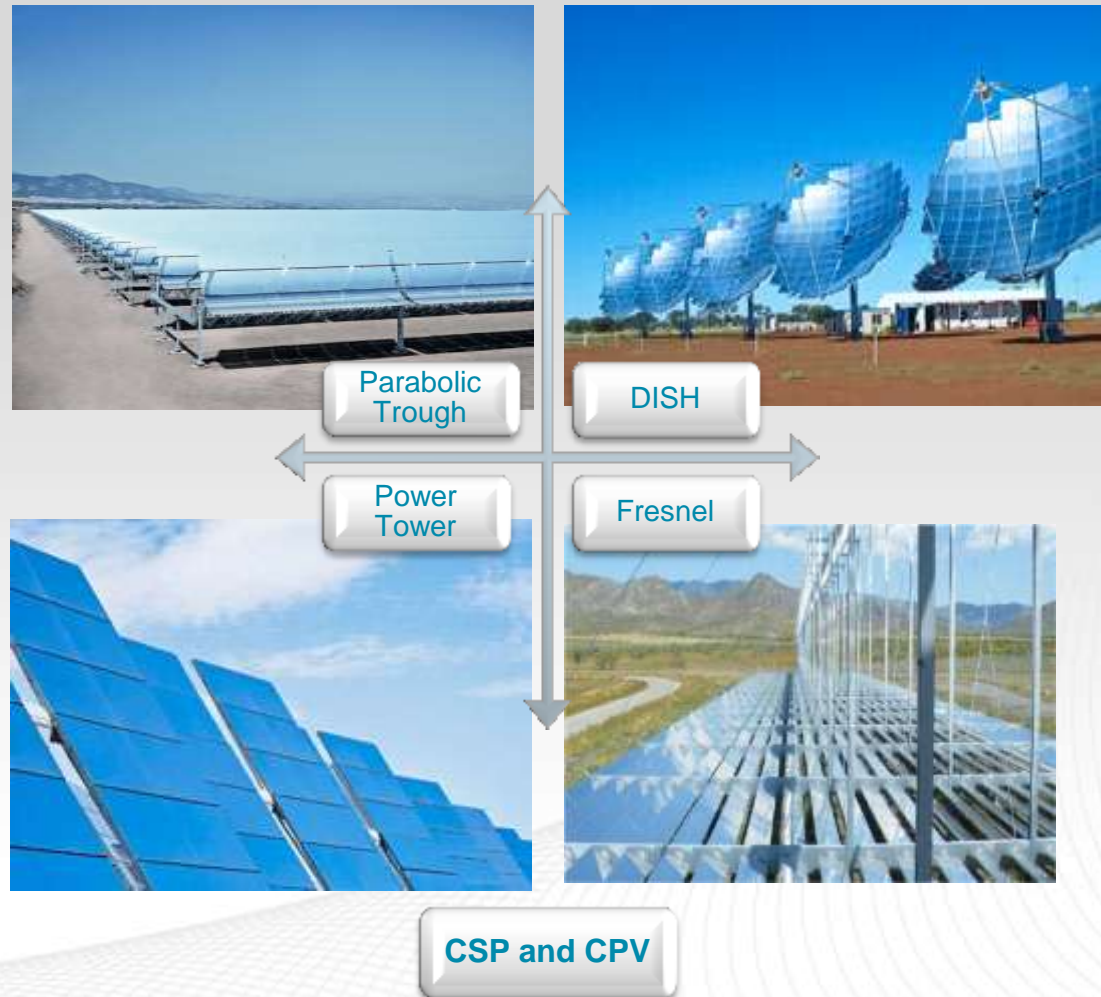 Parabolic
Trough
DISH
Power
Tower
Fresnel
CSP and CPV